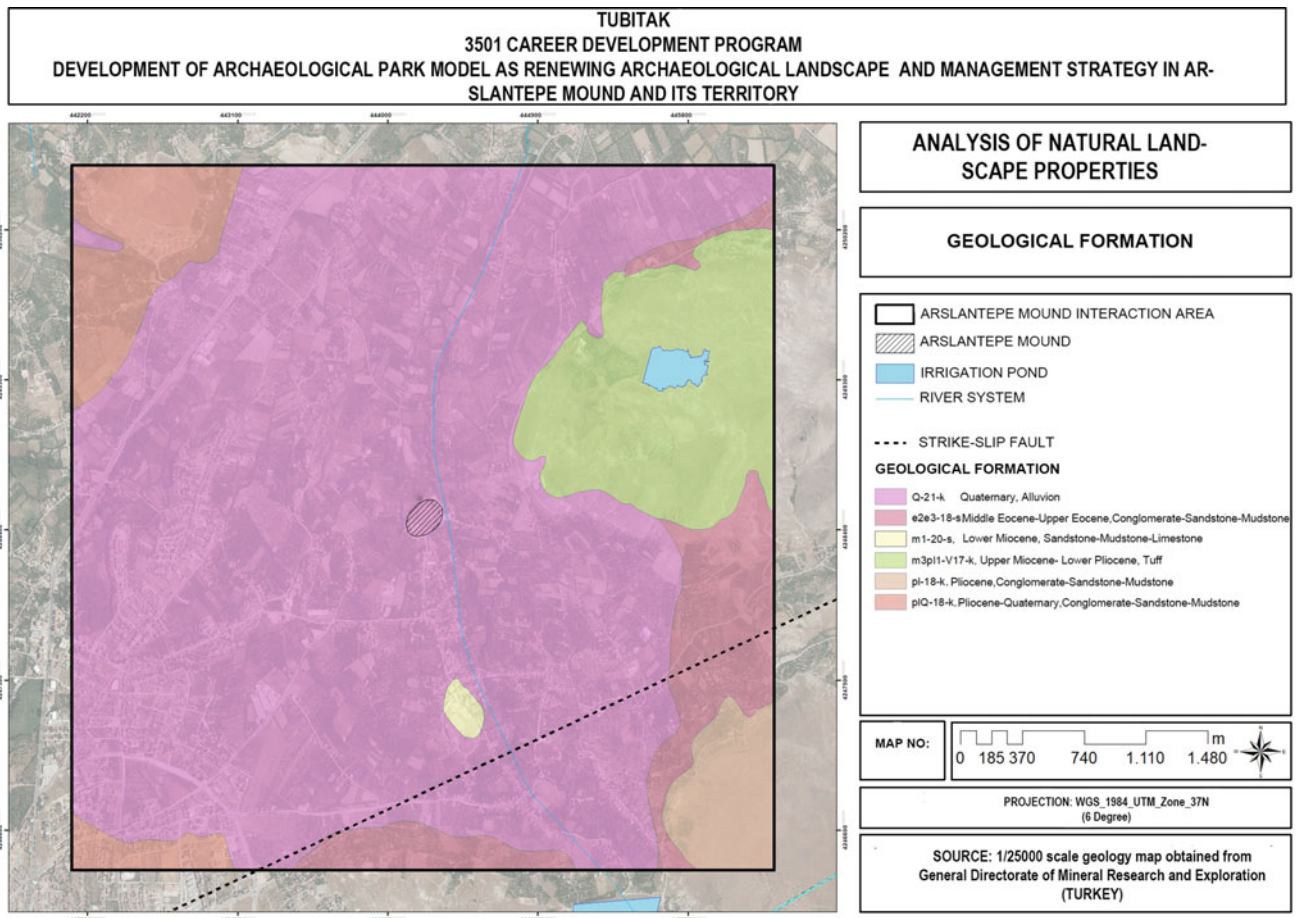 TUBITAK
3501 CAREER DEVELOPMENT PROGRAM
DEVELOPMENT OF ARCHAEOLOGICAL PARK MODEL AS RENEWING ARCHAEOLOGICAL LANDSCAPE AND MANAGEMENT STRATEGY IN AR-
SLANTEPE MOUND AND ITS TERRITORY
442200 443100 444000 444900 445800
ANALYSIS OF NATURAL LAND-
SCAPE PROPERTIES
GEOLOGICAL FORMATION
ARSLANTEPE MOUND INTERACTION AREA
ARSLANTEPE MOUND
IRRIGATION POND
RIVER SYSTEM
STRIKE-SLIP FAULT
GEOLOGICAL FORMATION
Q-21-k Quaternary, Alluvion
e2e3-18-s Middle Eocene-Upper Eocene,Conglomerate-Sandstone-Mudstone
m1-20-s, Lower Miocene, Sandstone-Mudstone-Limestone
m3pl1-V17-k, Upper Miocene- Lower Pliocene, Tuff
pl-18-k. Pliocene,Conglomerate-Sandstone-Mudstone
plQ-18-k. Pliocene-Quaternary,Conglomerate-Sandstone-Mudstone
MAP NO:
0 185 370 740 1.110 1.480 m
PROJECTION: WGS_1984_UTM_Zone_37N
(6 Degree)
SOURCE: 1/25000 scale geology map obtained from
General Directorate of Mineral Research and Exploration
(TURKEY)